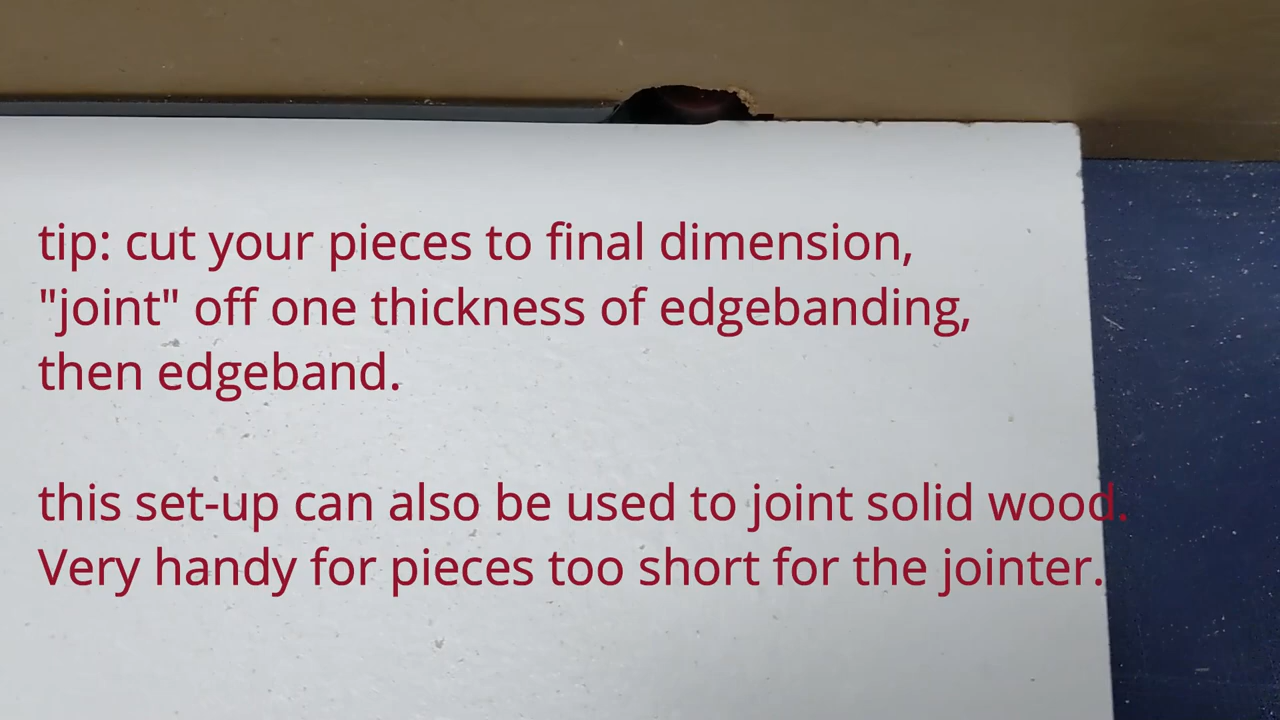 tip: cut your pieces to final dimension,
"joint" off one thickness of edgebanding,
then edgeband.
this set-up can also be used to joint solid wood.
Very handy for pieces too short for the jointer.